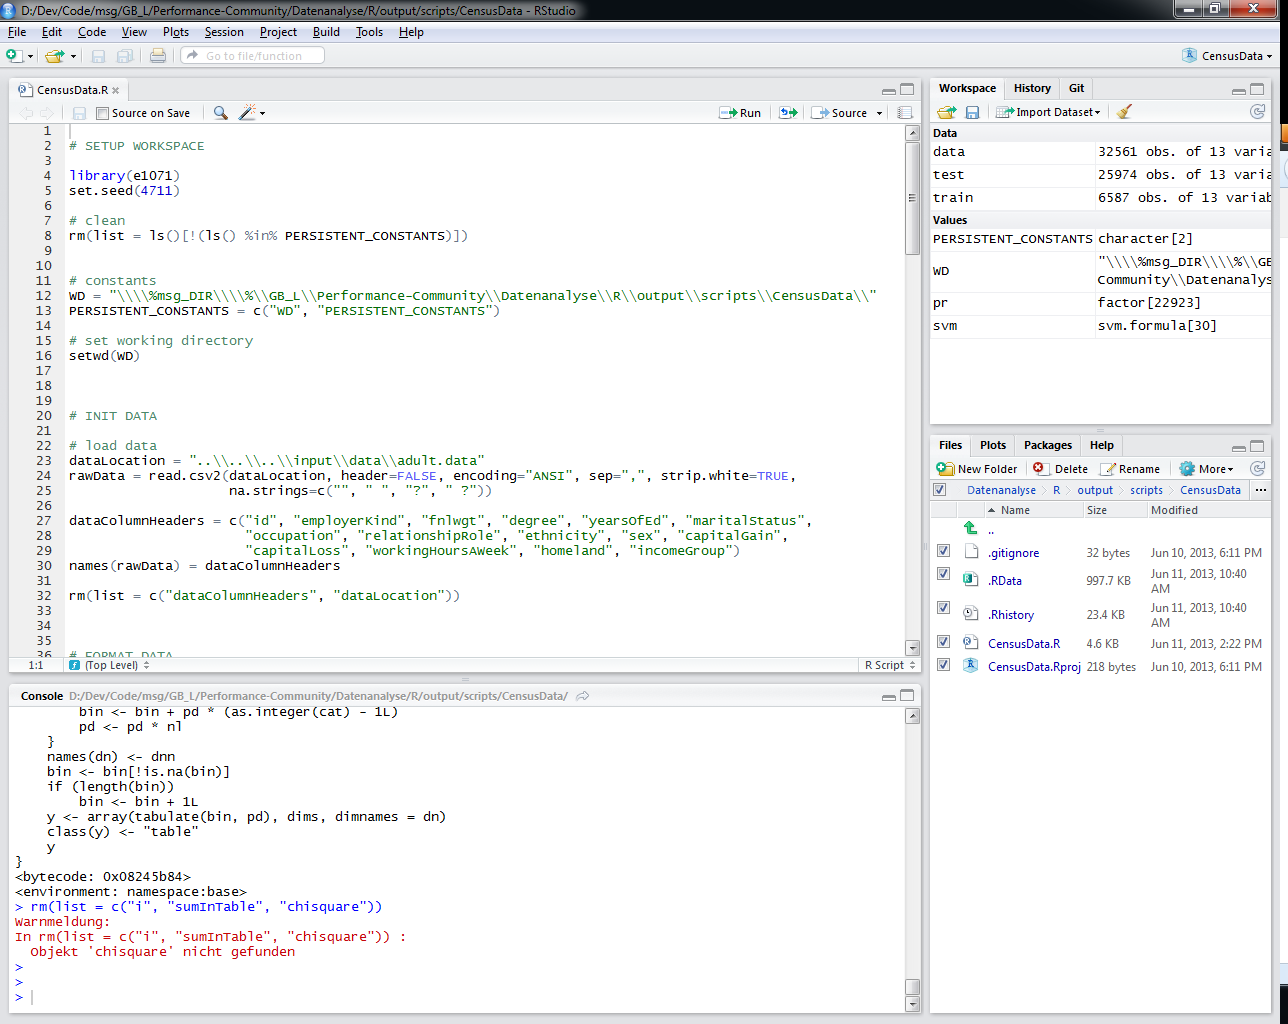 D:/Dev/Code/msg/GB_L/Performance-Community/Datenanalyse/R/output/scripts/CensusData - RStudio
File Edit Code View Plots Session Project Build Tools Help
Go to file/function
CensusData
CensusData.R
Source on Save
Run
Source
1
2 # SETUP WORKSPACE
3
4 library(e1071)
5 set.seed(4711)
6
7 # clean
8 rm(list = ls()[!(ls() %in% PERSISTENT_CONSTANTS)])
9
10
11 # constants
12 WD = "\\\\%msg_DIR\\\\%\\GB_L\\Performance-Community\\Datenanalyse\\R\\output\\scripts\\CensusData\\"
13 PERSISTENT_CONSTANTS = c("WD", "PERSISTENT_CONSTANTS")
14
15 # set working directory
16 setwd(WD)
17
18
19
20 # INIT DATA
21
22 # load data
23 dataLocation = "..\\..\\..\\input\\data\\adult.data"
24 rawData = read.csv2(dataLocation, header=FALSE, encoding="ANSI", sep=",", strip.white=TRUE,
25 na.strings=c("", " ", "?", " ?"))
26
27 dataColumnHeaders = c("id", "employerKind", "fnlwgt", "degree", "yearsOfEd", "maritalStatus",
28 "occupation", "relationshipRole", "ethnicity", "sex", "capitalGain",
29 "capitalLoss", "workingHoursAWeek", "homeland", "incomeGroup")
30 names(rawData) = dataColumnHeaders
31
32 rm(list = c("dataColumnHeaders", "dataLocation"))
33
34
35
36 # FORMAT DATA
1:1 (Top Level) R Script
Console D:/Dev/Code/msg/GB_L/Performance-Community/Datenanalyse/R/output/scripts/CensusData/
bin <- bin + pd * (as.integer(cat) - 1L)
pd <- pd * nl
}
names(dn) <- dnn
bin <- bin[!is.na(bin)]
if (length(bin))
bin <- bin + 1L
y <- array(tabulate(bin, pd), dims, dimnames = dn)
class(y) <- "table"
y
}
<bytecode: 0x08245b84>
<environment: namespace:base>
> rm(list = c("i", "sumInTable", "chisquare"))
Warnmeldung:
In rm(list = c("i", "sumInTable", "chisquare")) :
Objekt 'chisquare' nicht gefunden
>
>
>
Workspace History Git
Import Dataset
Data
data 32561 obs. of 13 varia
test 25974 obs. of 13 varia
train 6587 obs. of 13 variab
Values
PERSISTENT_CONSTANTS character[2]
WD "\\\\%msg_DIR\\\\%\\GB
Community\\Datenanalys
pr factor[22923]
svm svm.formula[30]
Files Plots Packages Help
New Folder Delete Rename More
Datenanalyse R output scripts CensusData ...
Name Size Modified
..
.gitignore 32 bytes Jun 10, 2013, 6:11 PM
.RData 997.7 KB Jun 11, 2013, 10:40 AM
.Rhistory 23.4 KB Jun 11, 2013, 10:40 AM
CensusData.R 4.6 KB Jun 11, 2013, 2:22 PM
CensusData.Rproj 218 bytes Jun 10, 2013, 6:11 PM